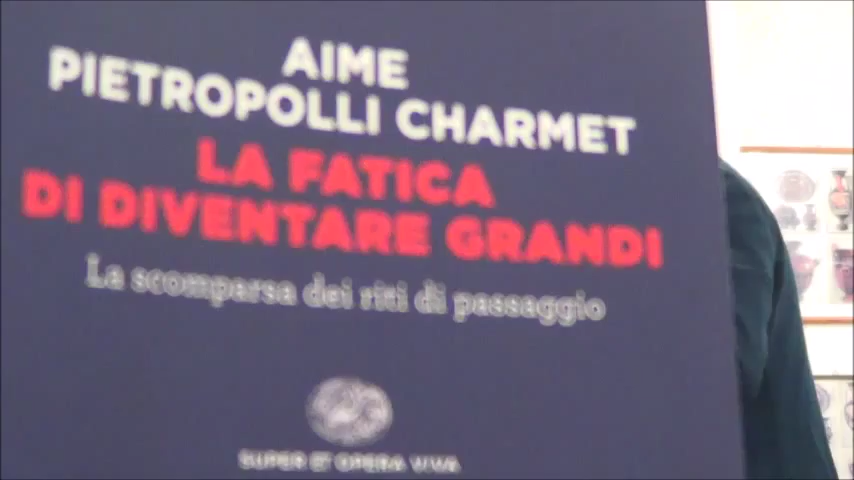 AIME
PIETROPOLLI CHARMET
LA FATICA
DI DIVENTARE GRANDI
La scomparsa dei riti di passaggio
SUPER ET OPERA VIVA